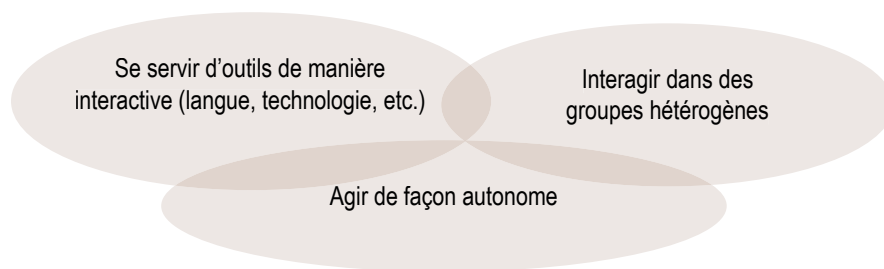 Se servir d’outils de manière
interactive (langue, technologie, etc.)
Interagir dans des
groupes hétérogènes
Agir de façon autonome